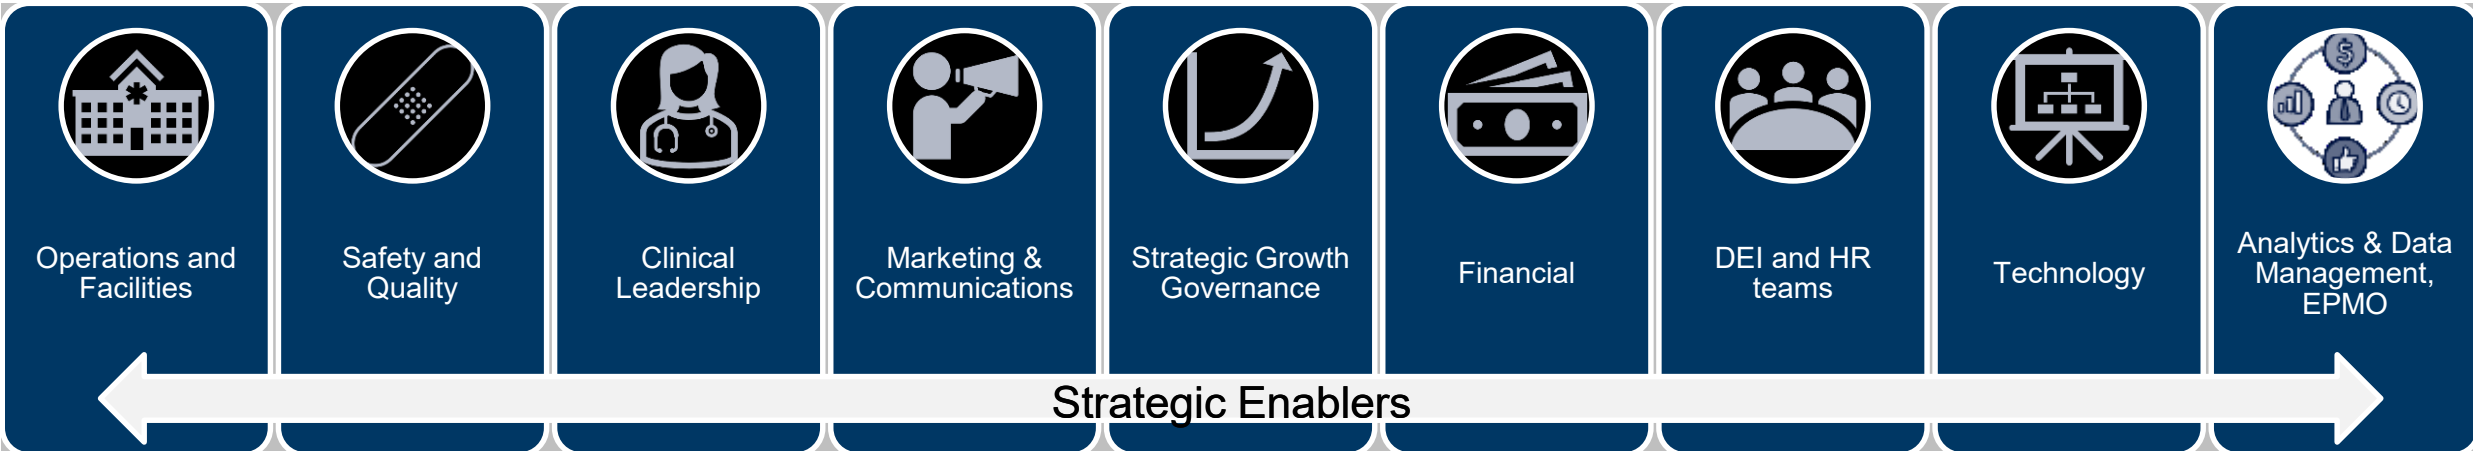 Operations and
Facilities
Safety and
Quality
Clinical
Leadership
Marketing &
Communications
Strategic Growth
Governance
Financial
DEI and HR
teams
Technology
Analytics & Data
Management,
EPMO
Strategic Enablers